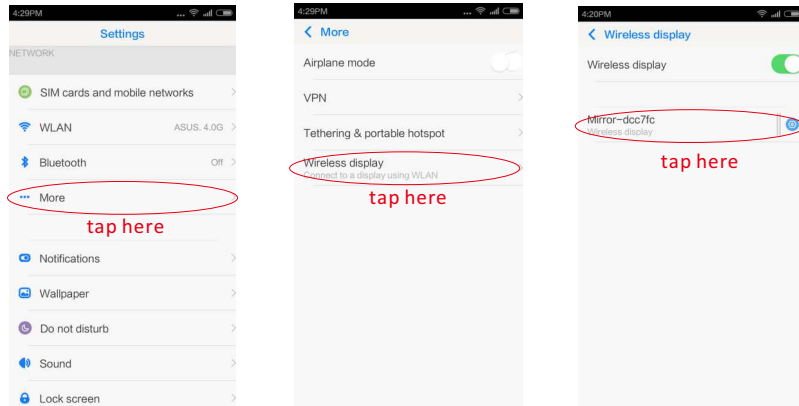 4:29PM
Settings
NETWORK
SIM cards and mobile networks
WLAN ASUS. 4.0G
Bluetooth Off
More
tap here
Notifications
Wallpaper
Do not disturb
Sound
Lock screen
4:29PM
More
Airplane mode
VPN
Tethering & portable hotspot
Wireless display
Connect to a display using WLAN
tap here
4:20PM
Wireless display
Wireless display
Mirror-dcc7fc
Wireless display
tap here